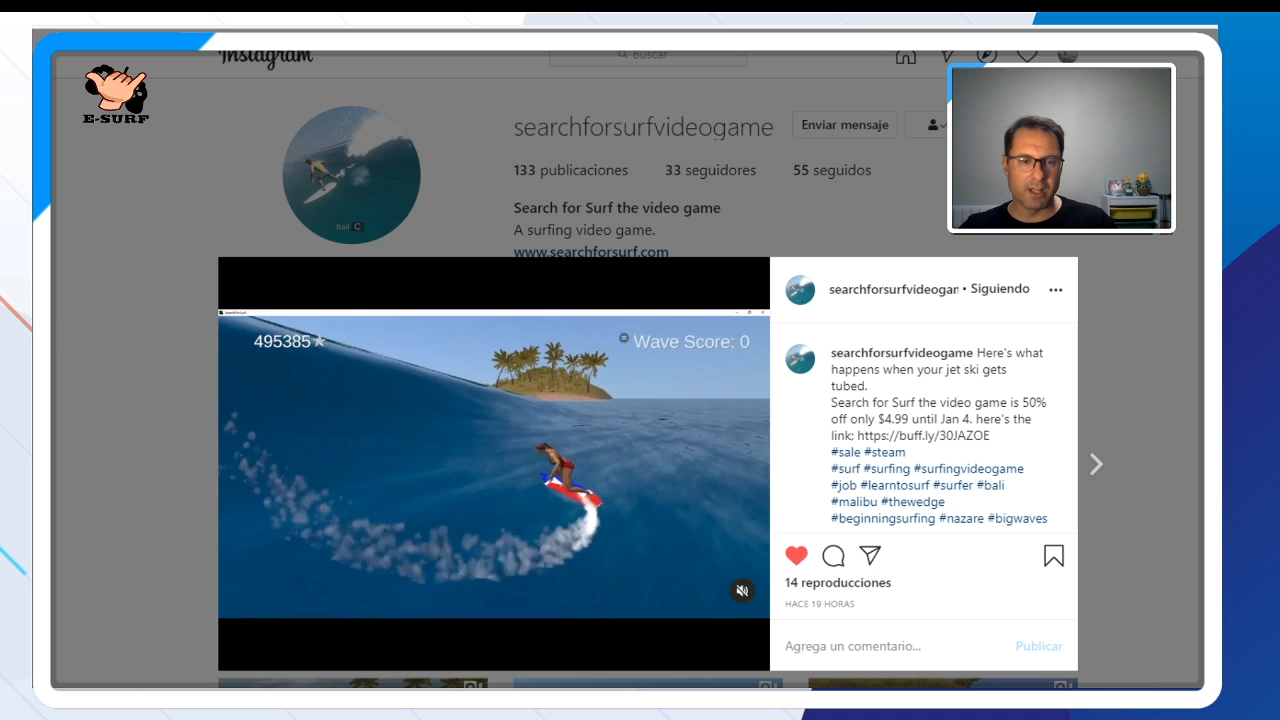 Instagram
Buscar
E-SURF
searchforsurfvideogame
Enviar mensaje
133 publicaciones
33 seguidores
55 seguidos
Search for Surf the video game
A surfing video game.
www.searchforsurf.com
Bail C
searchforsurfvideogam • Siguiendo
495385
Wave Score: 0
searchforsurfvideogame Here's what
happens when your jet ski gets
tubed.
Search for Surf the video game is 50%
off only $4.99 until Jan 4. here's the
link; https://buff.ly/30JAZOE
#sale #steam
#surf #surfing #surfingvideogame
#job #learntosurf #surfer #bali
#malibu #thewedge
#beginningsurfing #nazare #bigwaves
14 reproducciones
HACE 19 HORAS
Agrega un comentario...
Publicar